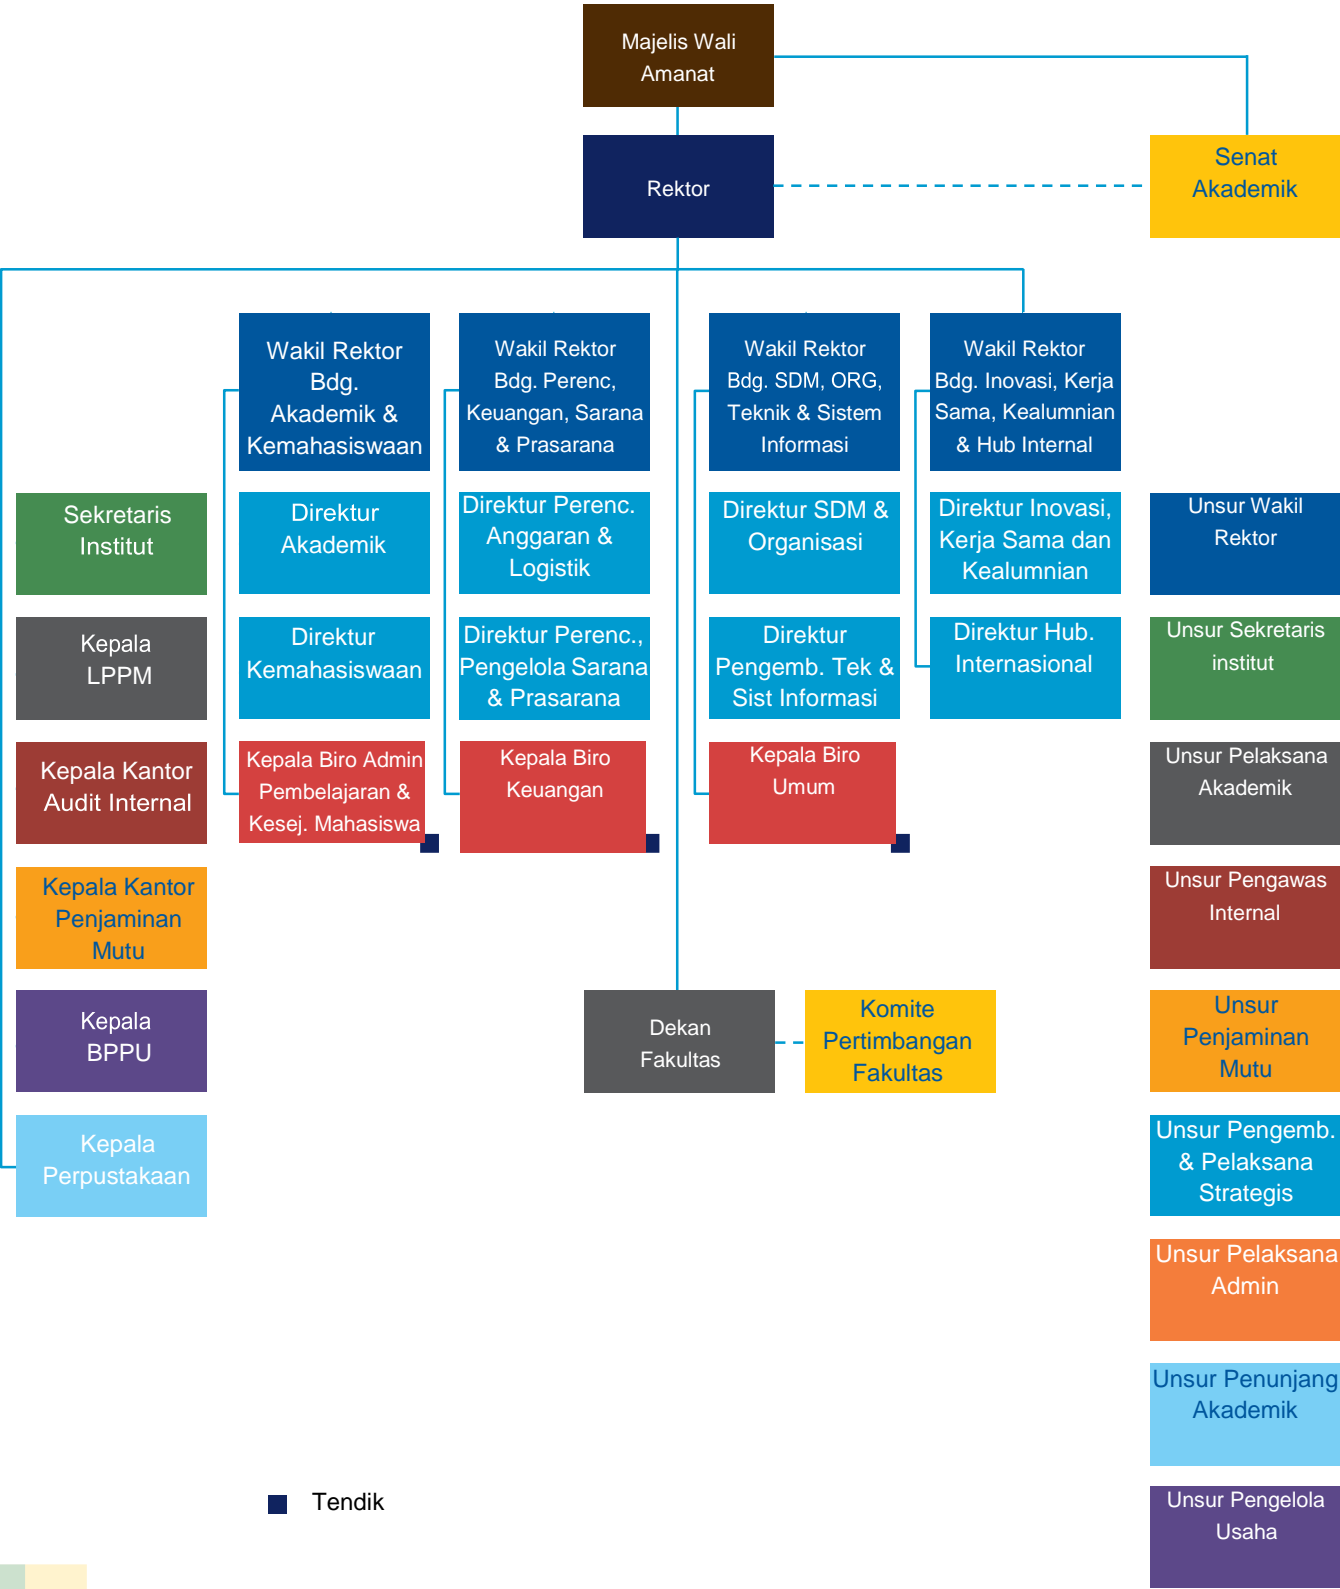 Majelis Wali
Amanat
Rektor
Senat
Akademik
Wakil Rektor
Bdg.
Akademik &
Kemahasiswaan
Wakil Rektor
Bdg. Perenc,
Keuangan, Sarana
& Prasarana
Wakil Rektor
Bdg. SDM, ORG,
Teknik & Sistem
Informasi
Wakil Rektor
Bdg. Inovasi, Kerja
Sama, Kealumnian
& Hub Internal
Sekretaris
Institut
Direktur
Akademik
Direktur Perenc.
Anggaran &
Logistik
Direktur SDM &
Organisasi
Direktur Inovasi,
Kerja Sama dan
Kealumnian
Unsur Wakil
Rektor
Kepala
LPPM
Direktur
Kemahasiswaan
Direktur Perenc.,
Pengelola Sarana
& Prasarana
Direktur
Pengemb. Tek &
Sist Informasi
Direktur Hub.
Internasional
Unsur Sekretaris
institut
Kepala Kantor
Audit Internal
Kepala Biro Admin
Pembelajaran &
Kesej. Mahasiswa
Kepala Biro
Keuangan
Kepala Biro
Umum
Unsur Pelaksana
Akademik
Kepala Kantor
Penjaminan
Mutu
Unsur Pengawas
Internal
Kepala
BPPU
Dekan
Fakultas
Komite
Pertimbangan
Fakultas
Unsur
Penjaminan
Mutu
Kepala
Perpustakaan
Unsur Pengemb.
& Pelaksana
Strategis
Unsur Pelaksana
Admin
Unsur Penunjang
Akademik
Tendik
Unsur Pengelola
Usaha